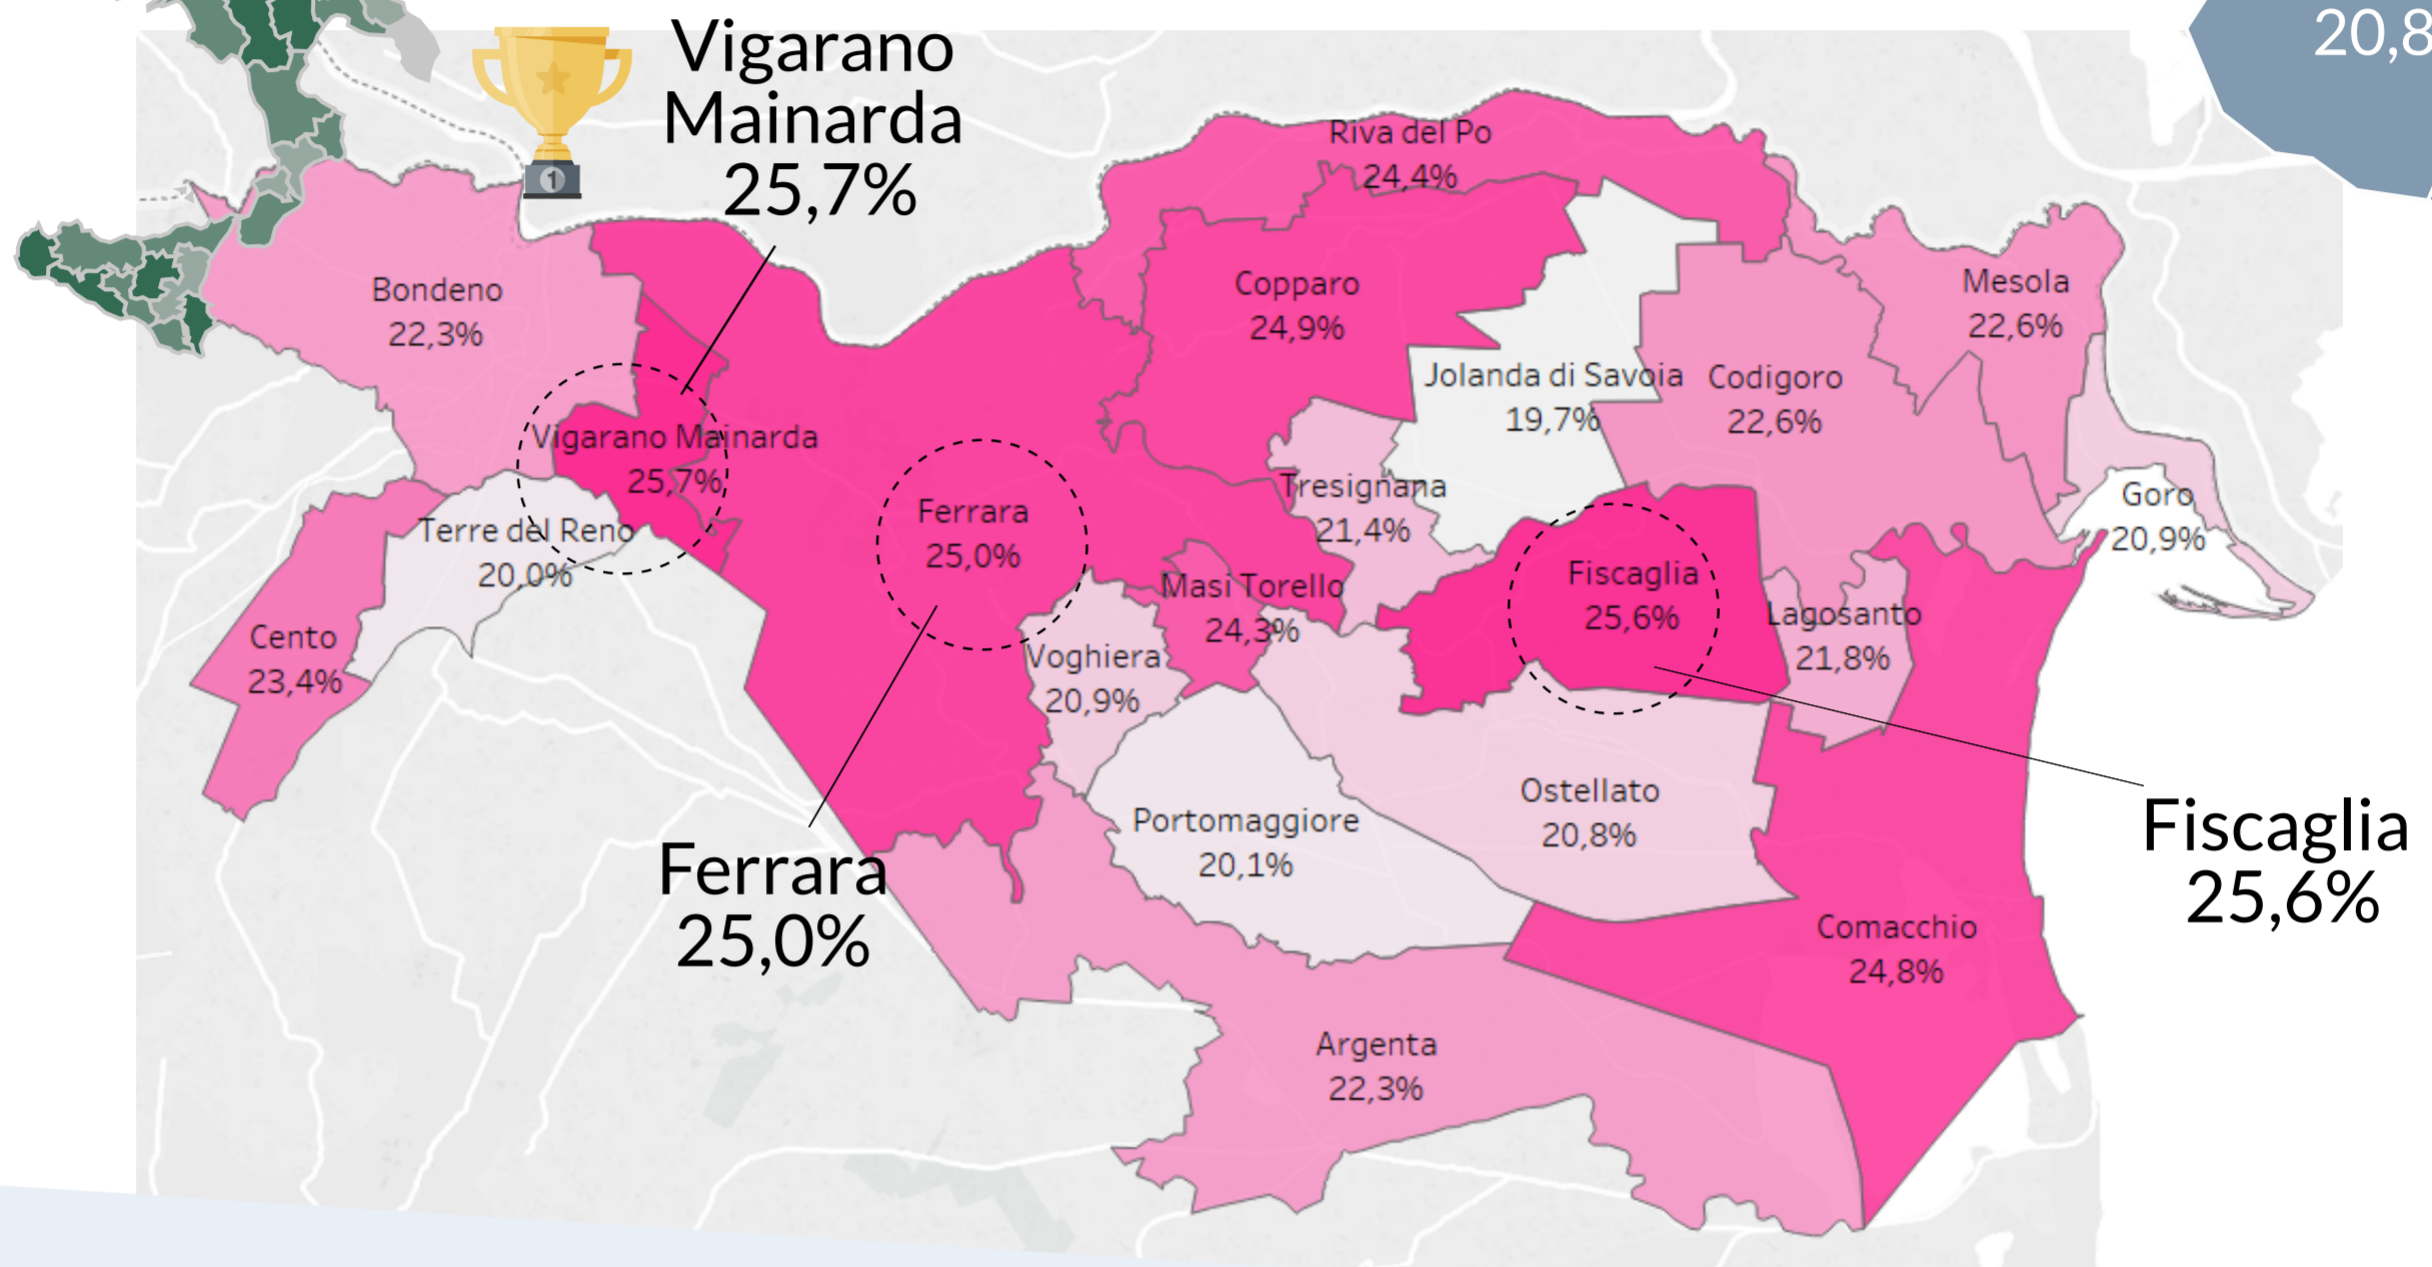 Vigarano
Mainarda
25,7%
1
20,8
Riva del Po
24,4%
Bondeno
22,3%
Copparo
24,9%
Mesola
22,6%
Jolanda di Savoia
19,7%
Codigoro
22,6%
Vigarano Mainarda
25,7%
Tresignana
21,4%
Goro
20,9%
Terre del Reno
20,0%
Ferrara
25,0%
Masi Torello
24,3%
Fiscaglia
25,6%
Lagosanto
21,8%
Cento
23,4%
Voghiera
20,9%
Ostellato
20,8%
Portomaggiore
20,1%
Ferrara
25,0%
Fiscaglia
25,6%
Comacchio
24,8%
Argenta
22,3%